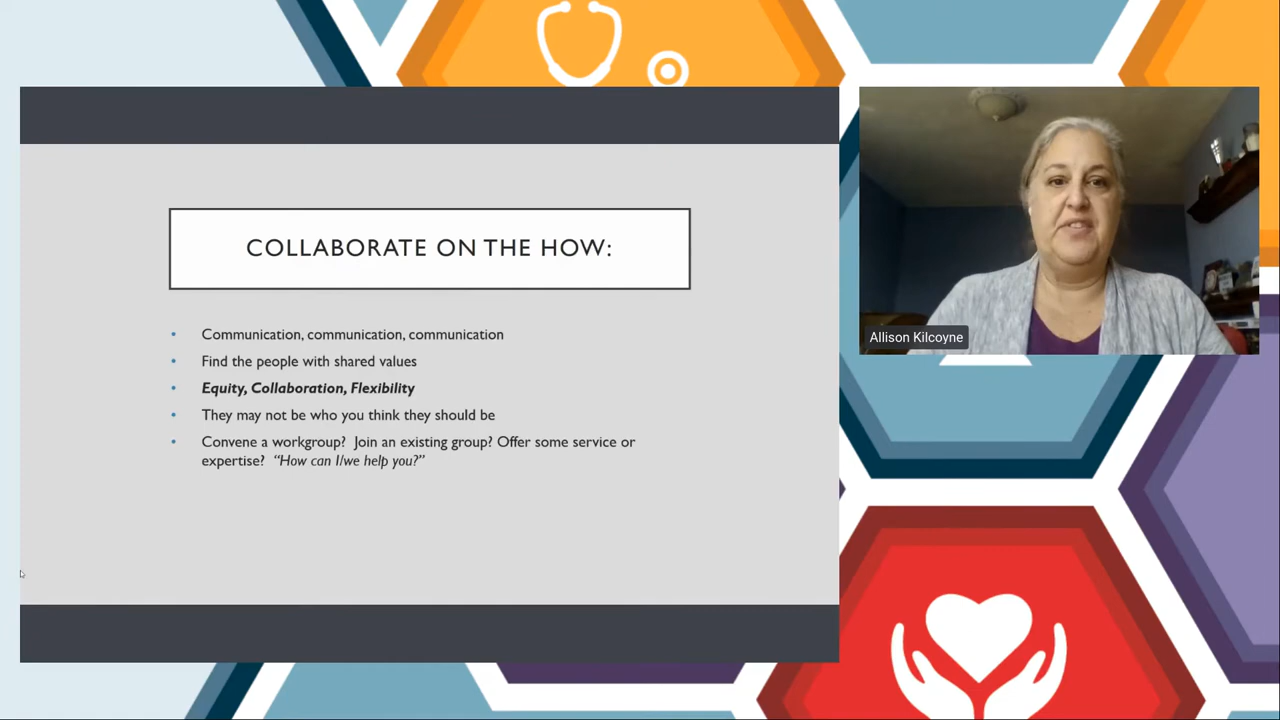 COLLABORATE ON THE HOW:
• Communication, communication, communication
• Find the people with shared values
• Equity, Collaboration, Flexibility
• They may not be who you think they should be
• Convene a workgroup?  Join an existing group? Offer some service or
expertise?  “How can I/we help you?”
Allison Kilcoyne